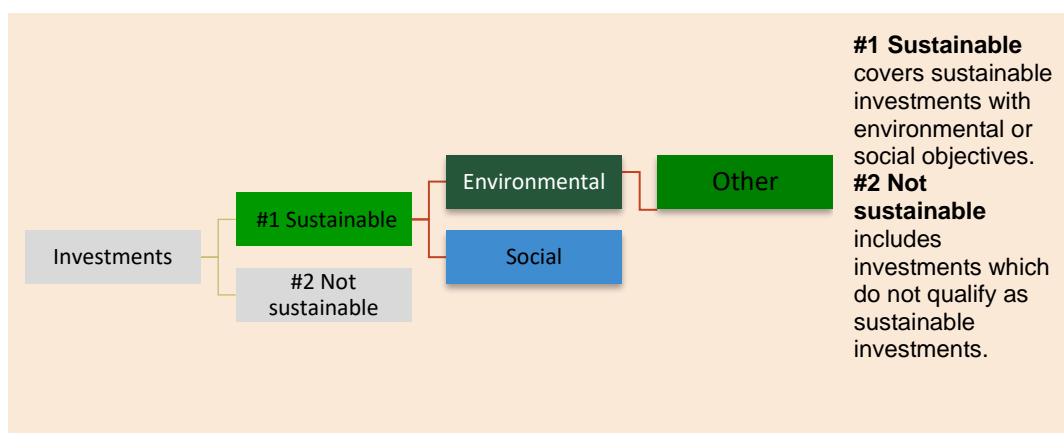 Investments
#1 Sustainable
#2 Not
sustainable
Environmental
Social
Other
#1 Sustainable
covers sustainable
investments with
environmental or
social objectives.
#2 Not
sustainable
includes
investments which
do not qualify as
sustainable
investments.